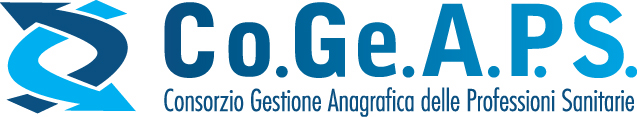 Co.Ge.A.P.S.
Consorzio Gestione Anagrafica delle Professioni Sanitarie